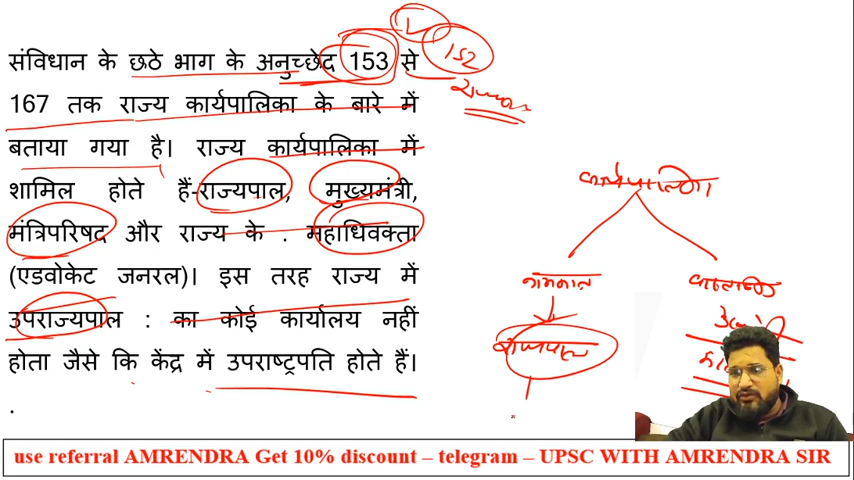 संविधान के छठे भाग के अनुच्छेद 153 से
167 तक राज्य कार्यपालिका के बारे में
बताया गया है। राज्य कार्यपालिका में
शामिल होते हैं-राज्यपाल, मुख्यमंत्री,
मंत्रिपरिषद और राज्य के . महाधिवक्ता
(एडवोकेट जनरल)। इस तरह राज्य में
उपराज्यपाल : का कोई कार्यालय नहीं
होता जैसे कि केंद्र में उपराष्ट्रपति होते हैं।
.
152
कार्यपालिका
नाममात्र
वास्तविक
राज्यपाल
use referral AMRENDRA Get 10% discount – telegram – UPSC WITH AMRENDRA SIR